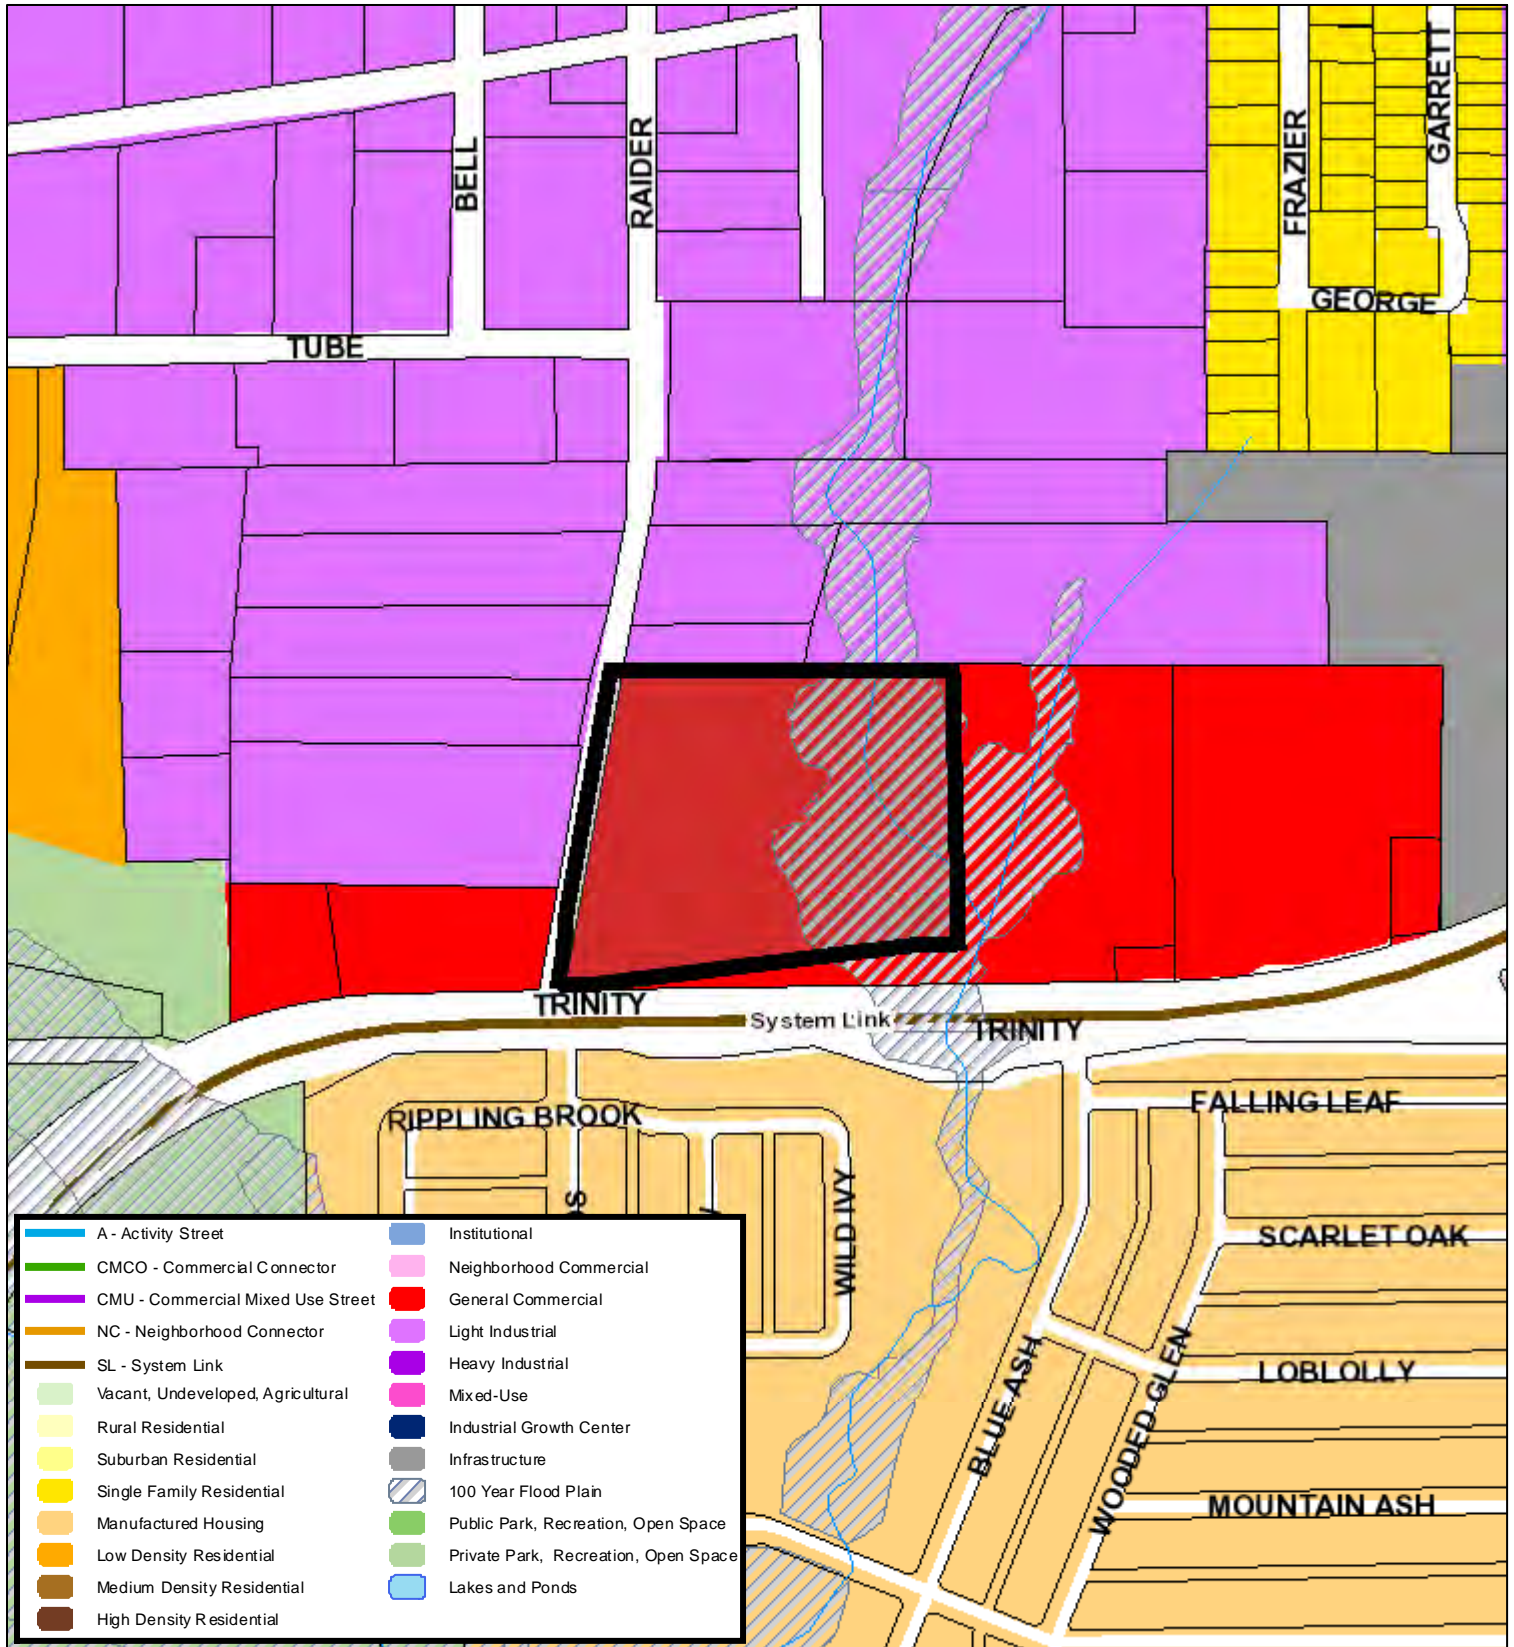 BELL
RAIDER
FRAZIER
GARRETT
GEORGE
TUBE
TRINITY
System Link
TRINITY
RIPPLING BROOK
FALLING LEAF
WILD IVY
SCARLET OAK
BLUE ASH
WOODED GLEN
LOBLOLLY
MOUNTAIN ASH
A - Activity Street
CMCO - Commercial Connector
CMU - Commercial Mixed Use Street
NC - Neighborhood Connector
SL - System Link
Vacant, Undeveloped, Agricultural
Rural Residential
Suburban Residential
Single Family Residential
Manufactured Housing
Low Density Residential
Medium Density Residential
High Density Residential
Institutional
Neighborhood Commercial
General Commercial
Light Industrial
Heavy Industrial
Mixed-Use
Industrial Growth Center
Infrastructure
100 Year Flood Plain
Public Park, Recreation, Open Space
Private Park, Recreation, Open Space
Lakes and Ponds